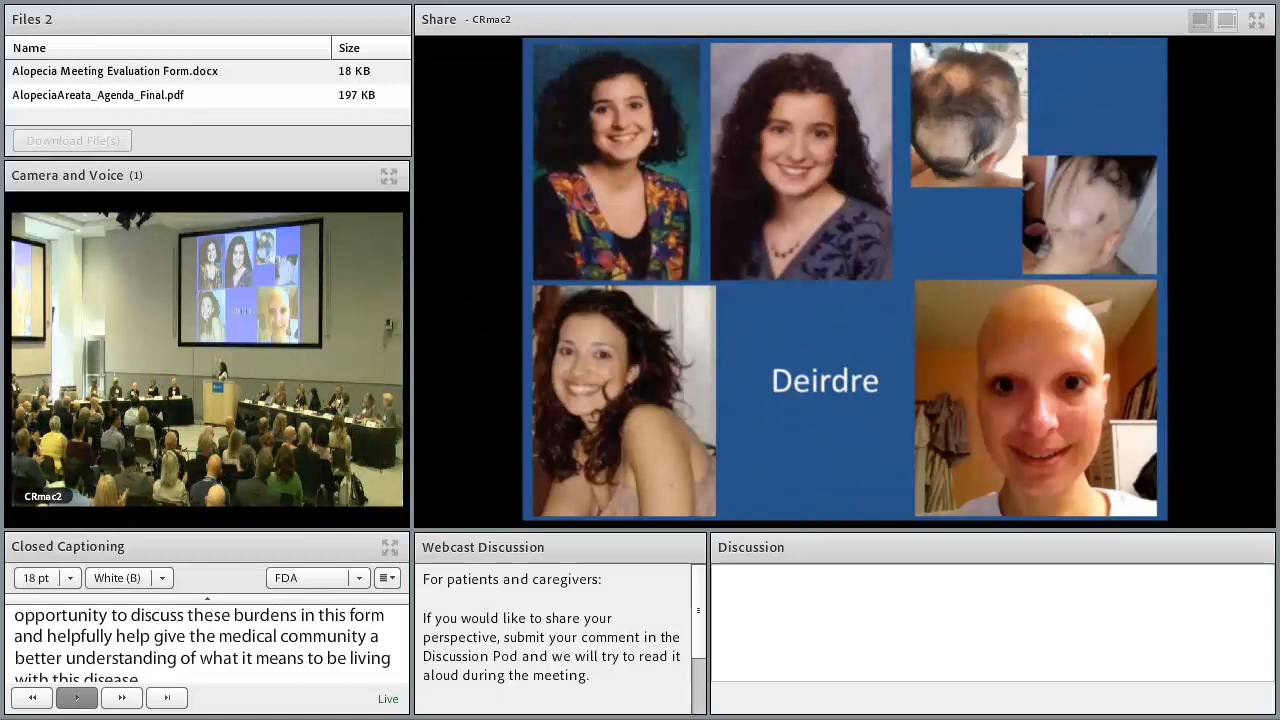 Files 2
Name
Size
Alopecia Meeting Evaluation Form.docx
18 KB
AlopeciaAreata_Agenda_Final.pdf
197 KB
Download File(s)
Camera and Voice (1)
CRmac2
Closed Captioning
18 pt
White (B)
FDA
opportunity to discuss these burdens in this form
and helpfully help give the medical community a
better understanding of what it means to be living
with this disease
Live
Share - CRmac2
Deirdre
Webcast Discussion
For patients and caregivers:
If you would like to share your
perspective, submit your comment in the
Discussion Pod and we will try to read it
aloud during the meeting.
Discussion